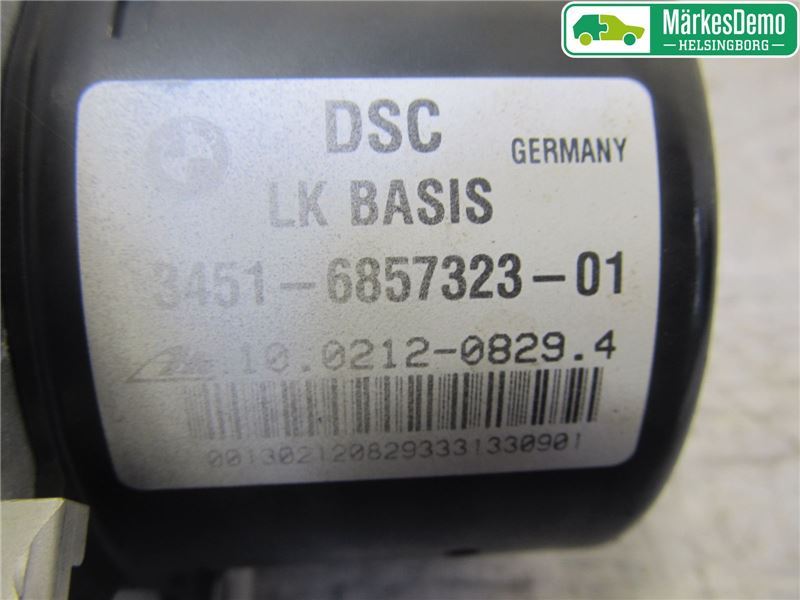 MärkesDemo
HELSINGBORG
DSC
GERMANY
LK BASIS
3451-6857323-01
10.0212-0829.4
0013021208293331330901